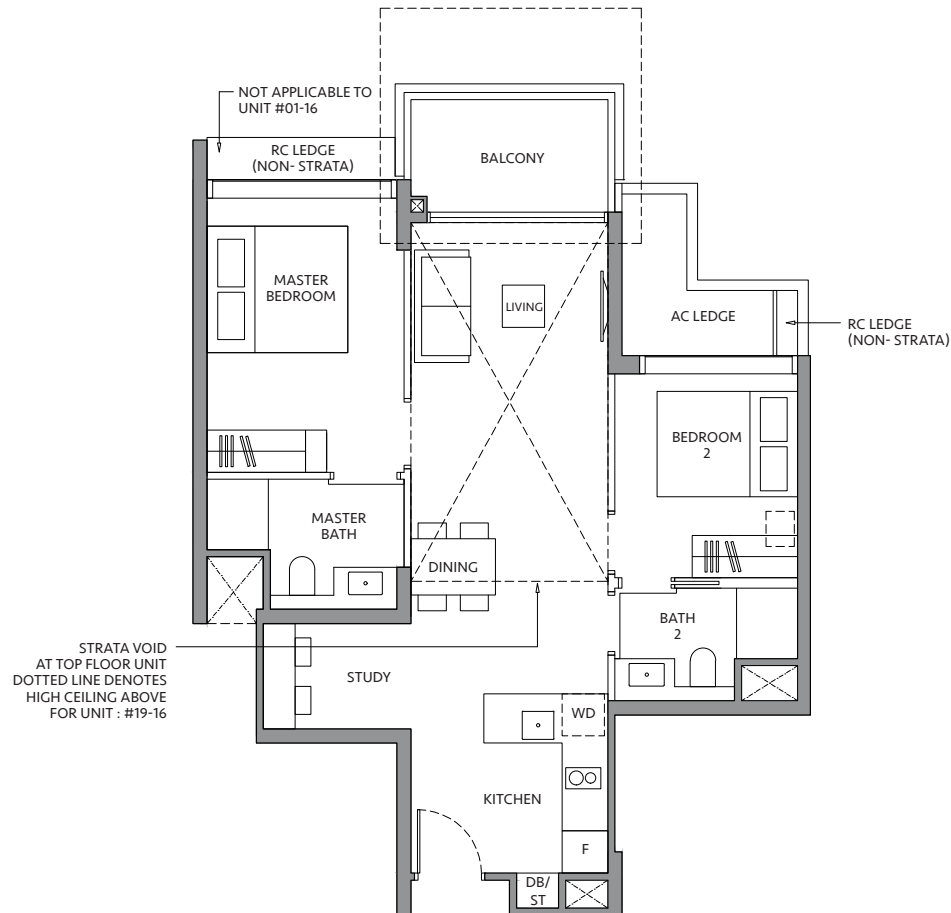 NOT APPLICABLE TO
UNIT #01-16
RC LEDGE
(NON- STRATA)
BALCONY
MASTER
BEDROOM
LIVING
AC LEDGE
RC LEDGE
(NON- STRATA)
BEDROOM
2
MASTER
BATH
DINING
BATH
2
STRATA VOID
AT TOP FLOOR UNIT
DOTTED LINE DENOTES
HIGH CEILING ABOVE
FOR UNIT : #19-16
STUDY
WD
KITCHEN
F
DB/
ST